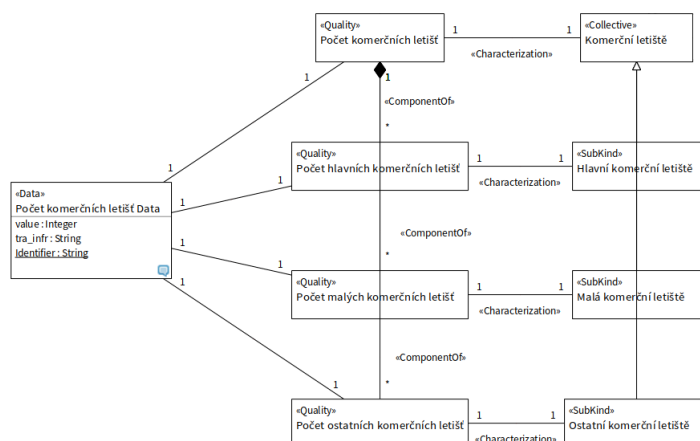 «Quality»
Počet komerčních letišť
1
1
«Collective»
Komerční letiště
«Characterization»
1
1
«ComponentOf»
*
1
«Quality»
Počet hlavních komerčních letišť
1
1
«SubKind»
Hlavní komerční letiště
«Characterization»
1
«Data»
Počet komerčních letišť Data
value : Integer
tra_infr : String
Identifier : String
1
1
«ComponentOf»
*
1
1
«Quality»
Počet malých komerčních letišť
1
1
«SubKind»
Malá komerční letiště
«Characterization»
1
«ComponentOf»
*
1
«Quality»
Počet ostatních komerčních letišť
1
1
«SubKind»
Ostatní komerční letiště
«Characterization»